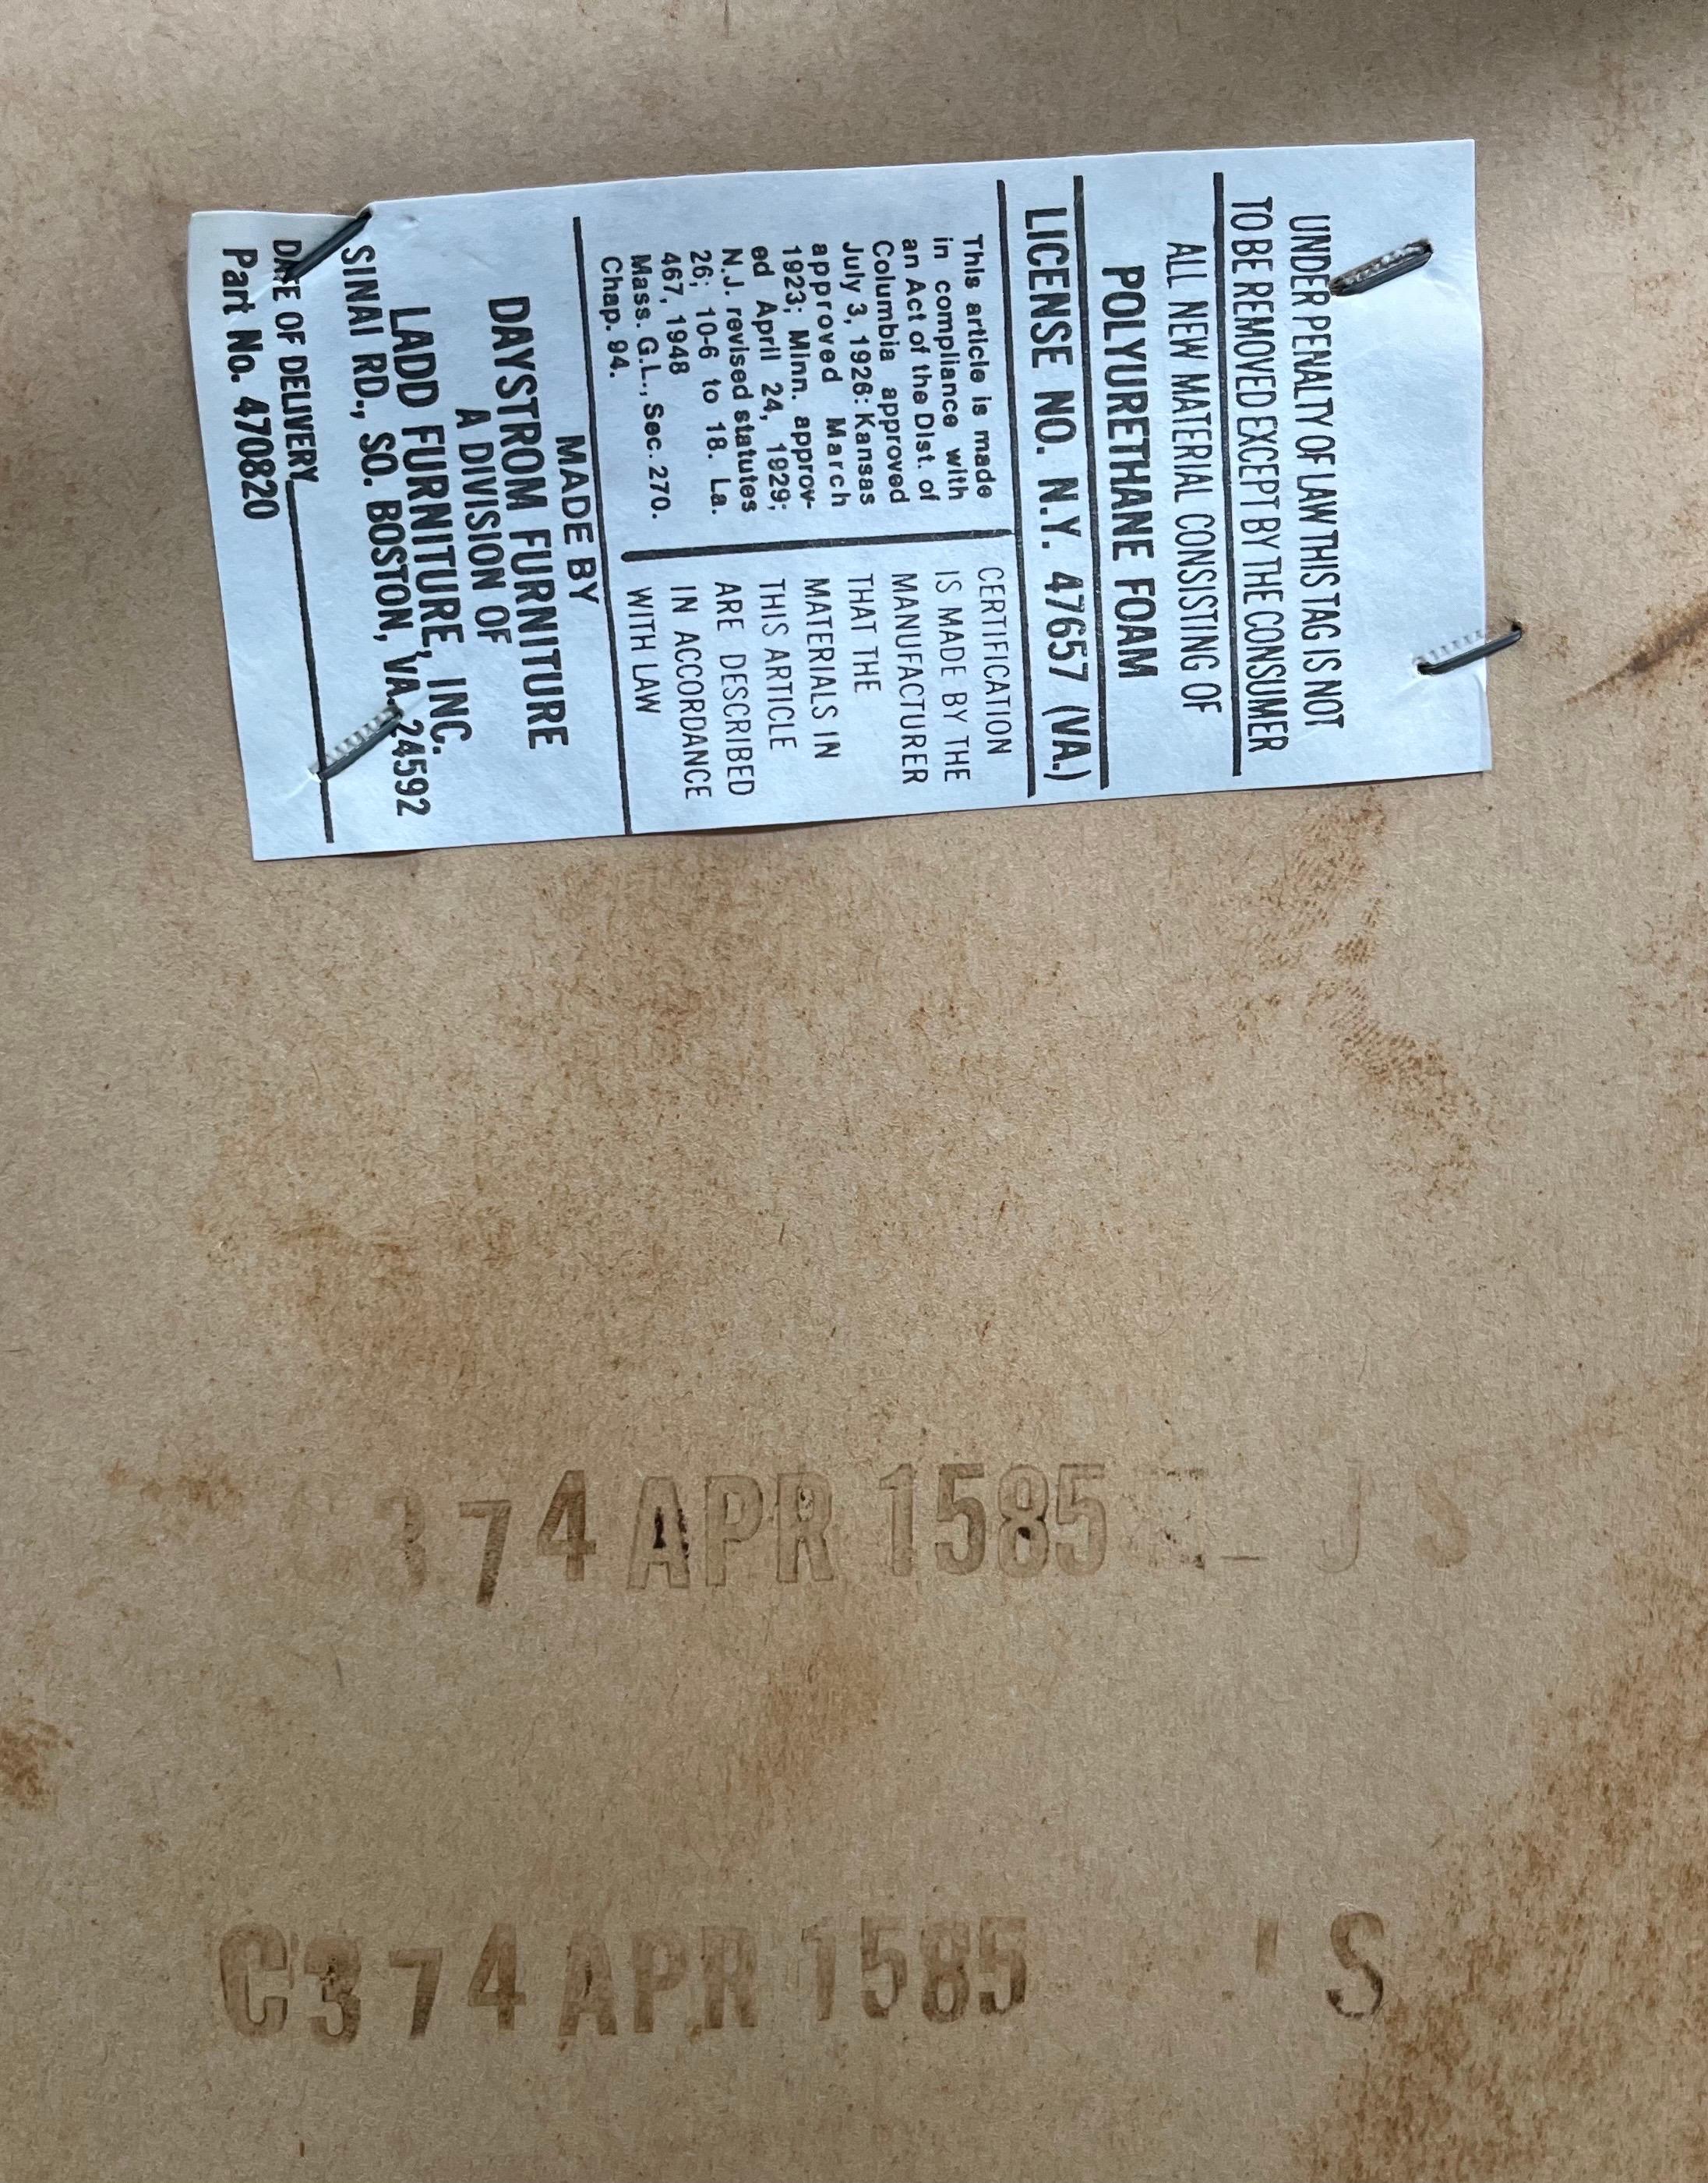 UNDER PENALTY OF LAW THIS TAG IS NOT
TO BE REMOVED EXCEPT BY THE CONSUMER
ALL NEW MATERIAL CONSISTING OF
POLYURETHANE FOAM
LICENSE NO. N.Y. 47657 (VA.)
This article is made
in compliance with
an Act of the Dist. of
Columbia approved
July 3, 1926: Kansas
approved March
1923; Minn. approv-
ed April 24, 1929;
N.J. revised statutes
26; 10-6 to 18. La.
467, 1948
Mass. G.L., Sec. 270.
Chap. 94.
CERTIFICATION
IS MADE BY THE
MANUFACTURER
THAT THE
MATERIALS IN
THIS ARTICLE
ARE DESCRIBED
IN ACCORDANCE
WITH LAW
MADE BY
DAYSTROM FURNITURE
A DIVISION OF
LADD FURNITURE, INC.
SINAI RD., SO. BOSTON, VA. 24592
DATE OF DELIVERY
Part No. 470820
374 APR 1585 J S
C374 APR 1585 S